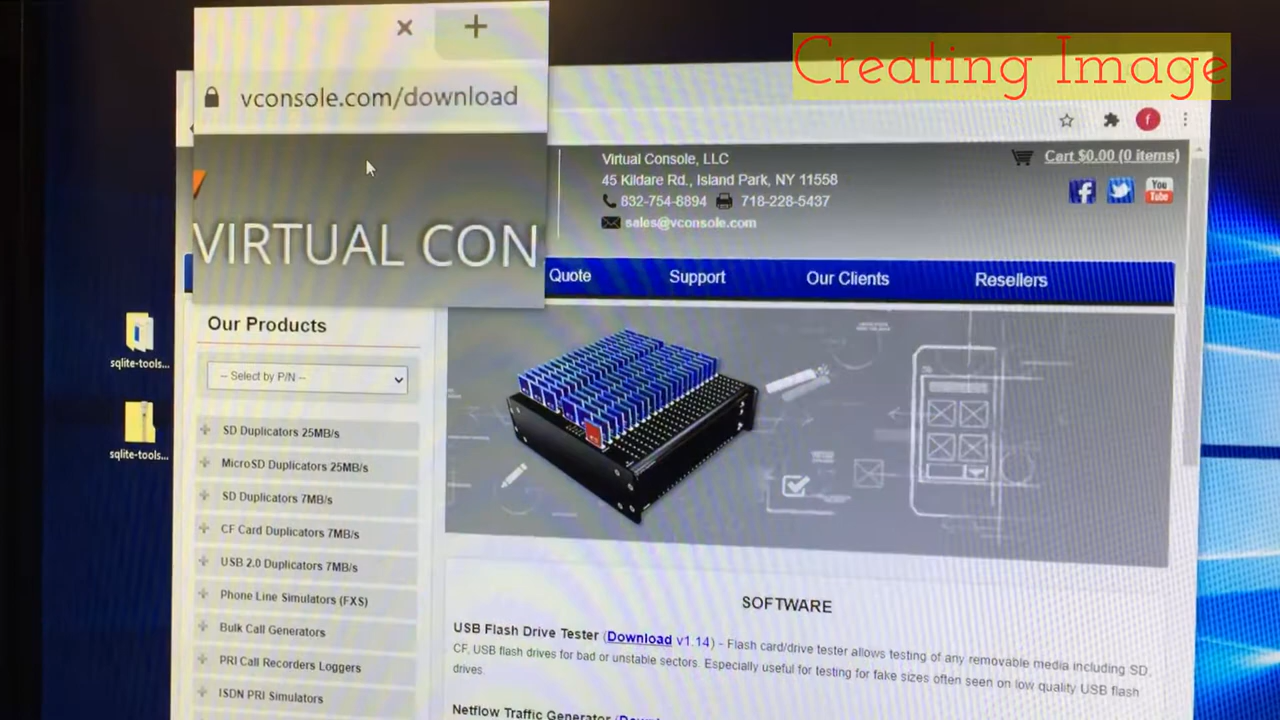 Creating Image
vconsole.com/download
VIRTUAL CON
Virtual Console, LLC
45 Kildare Rd., Island Park, NY 11558
832-754-8894 718-228-5437
sales@vconsole.com
Cart $0.00 (0 items)
You
Tube
Quote Support Our Clients Resellers
sqlite-tools...
sqlite-tools...
Our Products
-- Select by P/N --
SD Duplicators 25MB/s
MicroSD Duplicators 25MB/s
SD Duplicators 7MB/s
CF Card Duplicators 7MB/s
USB 2.0 Duplicators 7MB/s
Phone Line Simulators (FXS)
Bulk Call Generators
PRI Call Recorders Loggers
ISDN PRI Simulators
SOFTWARE
USB Flash Drive Tester (Download v1.14) - Flash card/drive tester allows testing of any removable media including SD,
CF, USB flash drives for bad or unstable sectors. Especially useful for testing for fake sizes often seen on low quality USB flash
drives.
Netflow Traffic Generator